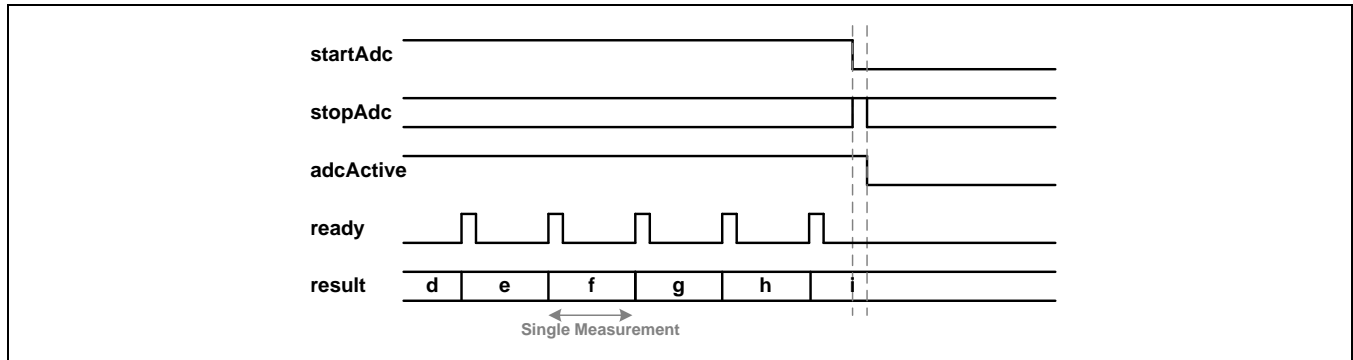 startAdc
stopAdc
adcActive
ready
result d e f g h i
Single Measurement